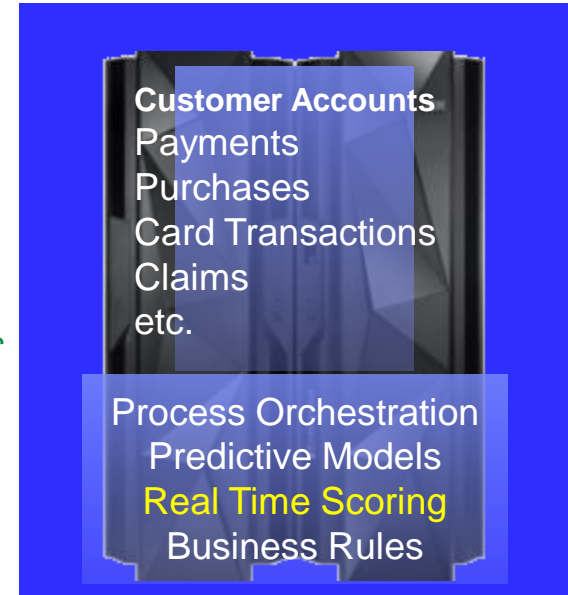 Customer Accounts
Payments
Purchases
Card Transactions
Claims
etc.
Process Orchestration
Predictive Models
Real Time Scoring
Business Rules